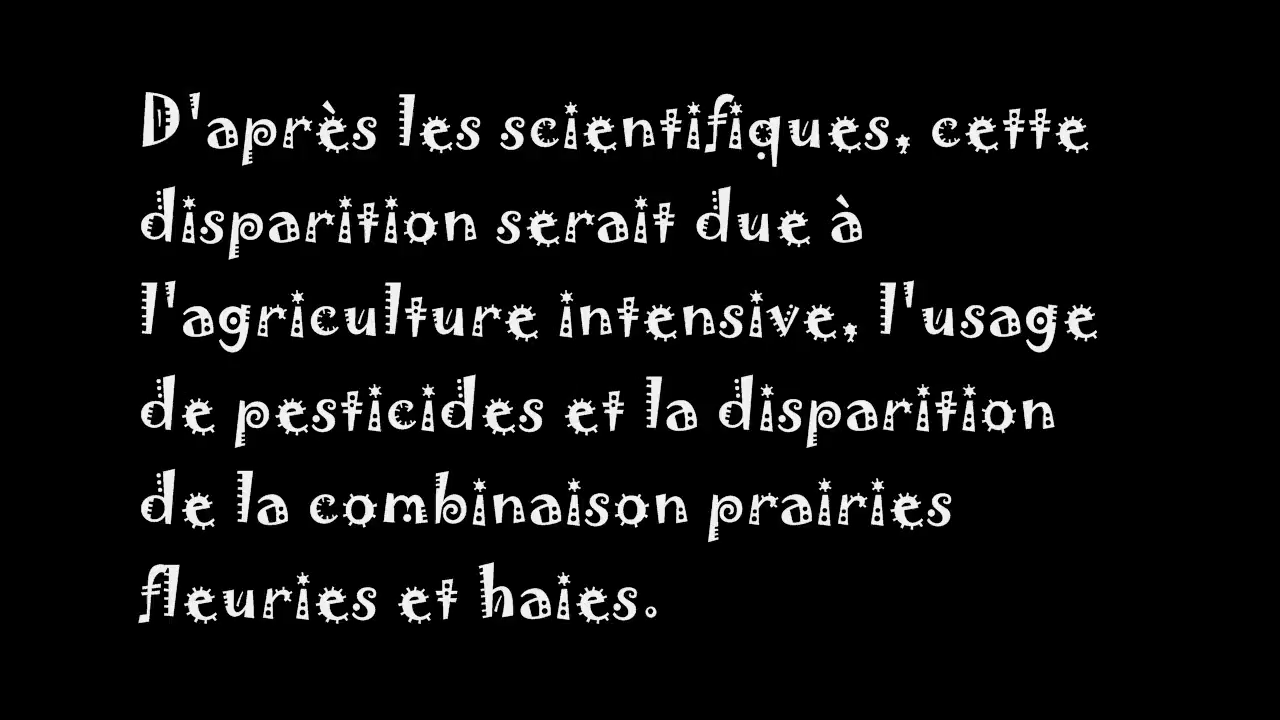 D'après les scientifiques, cette
disparition serait due à
l'agriculture intensive, l'usage
de pesticides et la disparition
de la combinaison prairies
fleuries et haies.